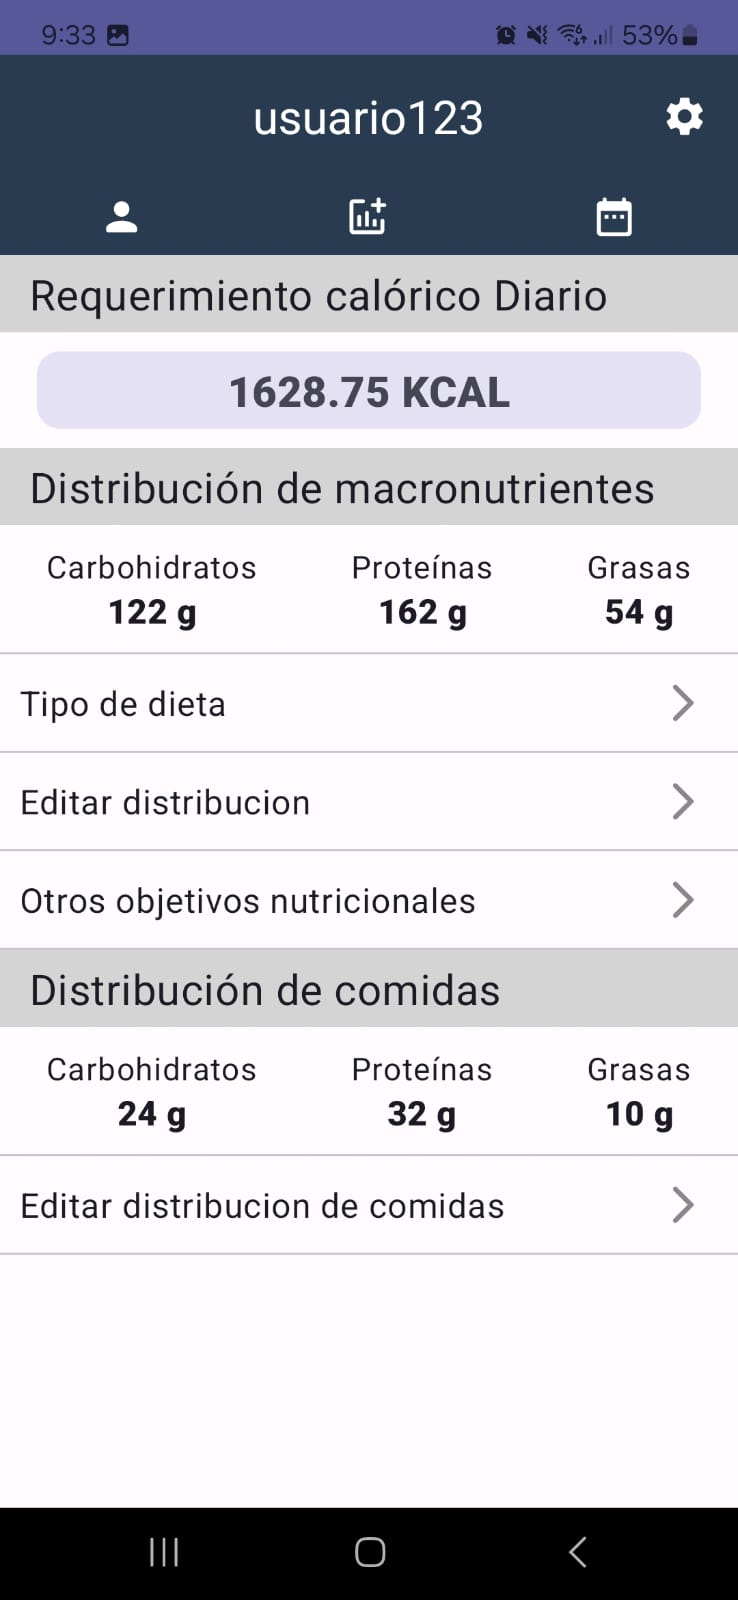 9:33 53%
usuario123
Requerimiento calórico Diario
1628.75 KCAL
Distribución de macronutrientes
Carbohidratos Proteínas Grasas
122 g 162 g 54 g
Tipo de dieta
Editar distribucion
Otros objetivos nutricionales
Distribución de comidas
Carbohidratos Proteínas Grasas
24 g 32 g 10 g
Editar distribucion de comidas